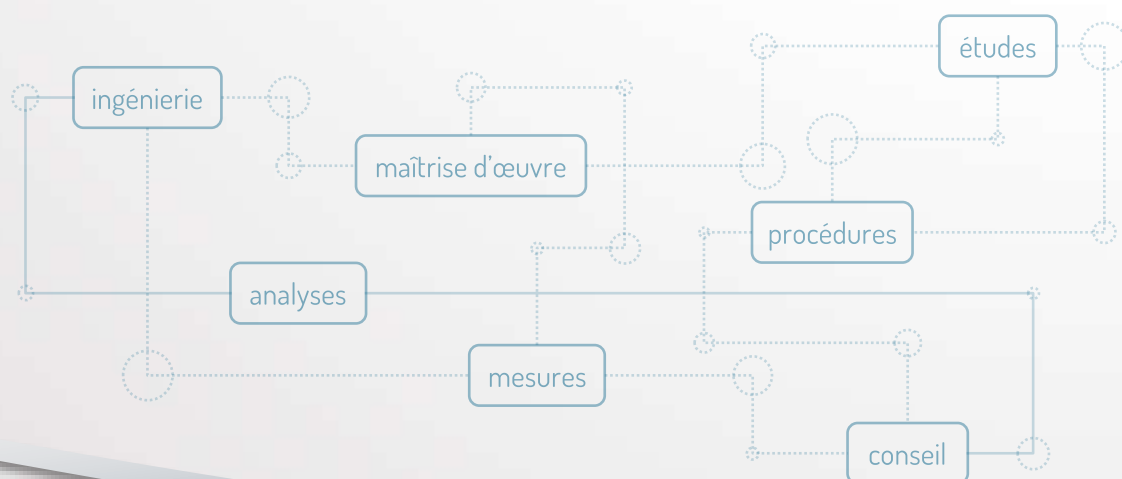 études
ingénierie
maîtrise d'œuvre
procédures
analyses
mesures
conseil